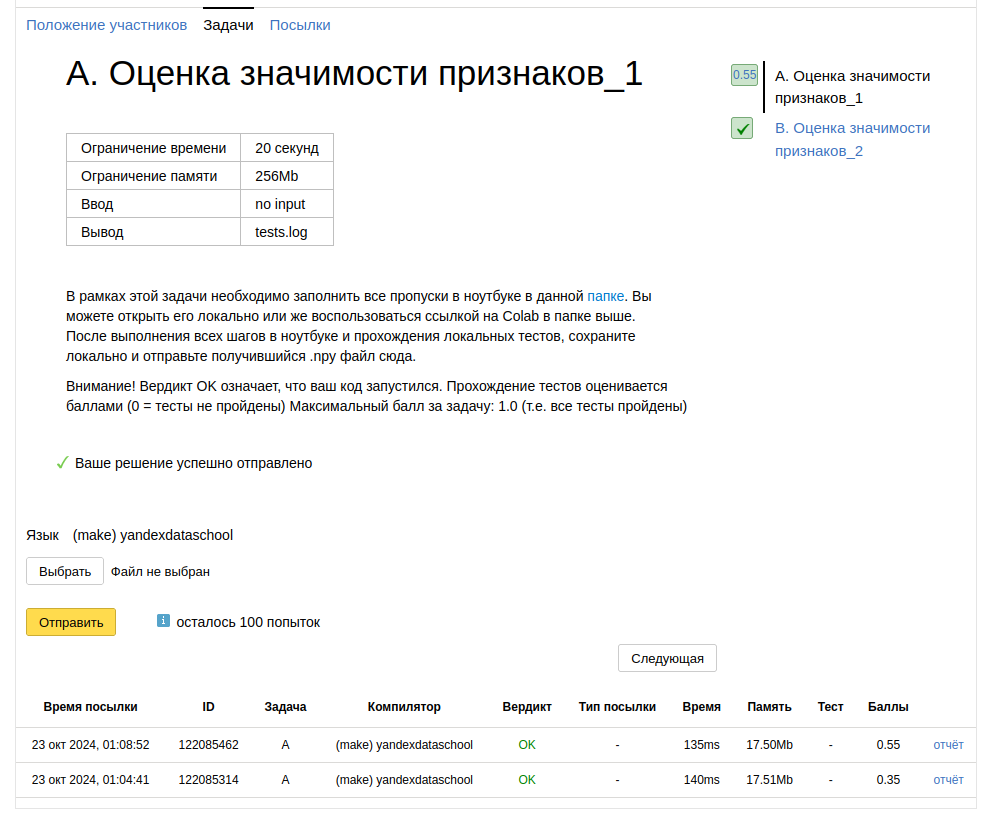 Положение участников Задачи Посылки
A. Оценка значимости признаков_1
0.55 A. Оценка значимости
признаков_1
B. Оценка значимости
признаков_2
Ограничение времени 20 секунд
Ограничение памяти 256Mb
Ввод no input
Вывод tests.log
В рамках этой задачи необходимо заполнить все пропуски в ноутбуке в данной папке. Вы
можете открыть его локально или же воспользоваться ссылкой на Colab в папке выше.
После выполнения всех шагов в ноутбуке и прохождения локальных тестов, сохраните
локально и отправьте получившийся .npy файл сюда.
Внимание! Вердикт OK означает, что ваш код запустился. Прохождение тестов оценивается
баллами (0 = тесты не пройдены) Максимальный балл за задачу: 1.0 (т.е. все тесты пройдены)
Ваше решение успешно отправлено
Язык (make) yandexdataschool
Выбрать Файл не выбран
Отправить i осталось 100 попыток
Следующая
Время посылки ID Задача Компилятор Вердикт Тип посылки Время Память Тест Баллы
23 окт 2024, 01:08:52 122085462 A (make) yandexdataschool OK - 135ms 17.50Mb - 0.55 отчёт
23 окт 2024, 01:04:41 122085314 A (make) yandexdataschool OK - 140ms 17.51Mb - 0.35 отчёт